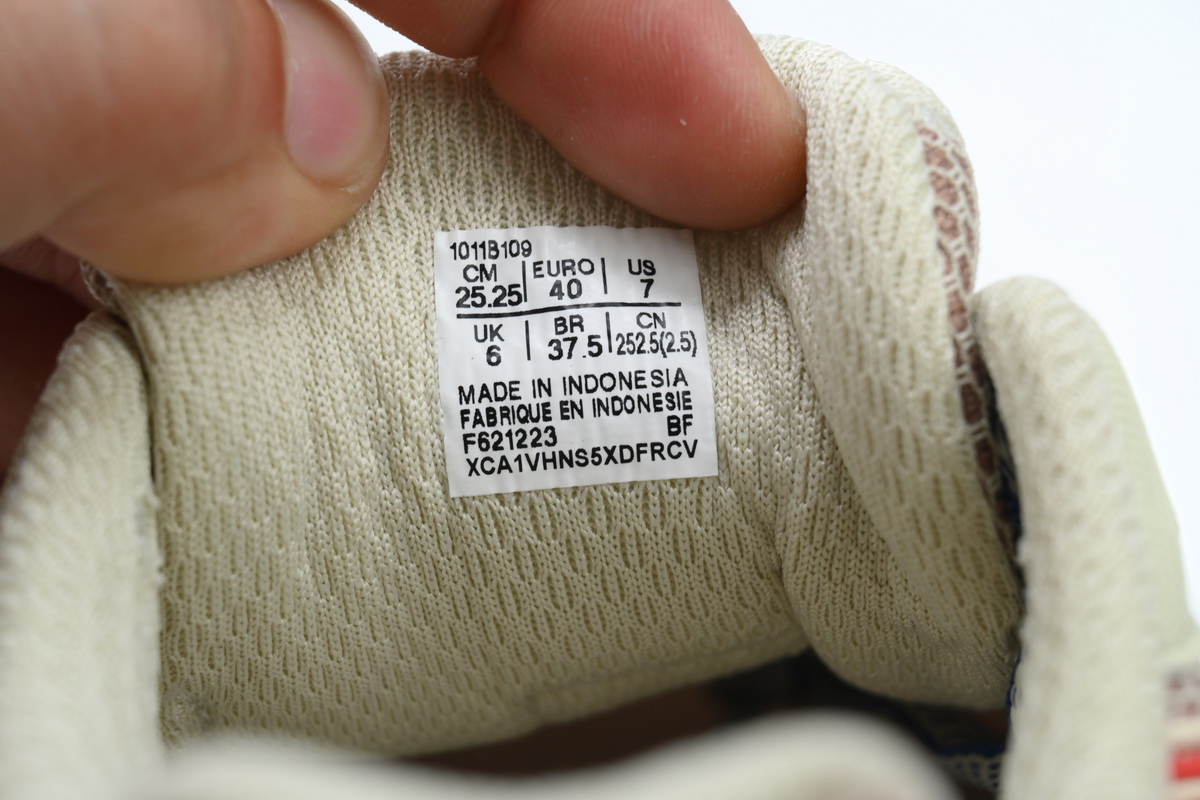 1011B109
CM EURO US
25.25 40 7
UK BR CN
6 37.5 252.5(2.5)
MADE IN INDONESIA
FABRIQUE EN INDONESIE
F621223 BF
XCA1VHNS5XDFRCV